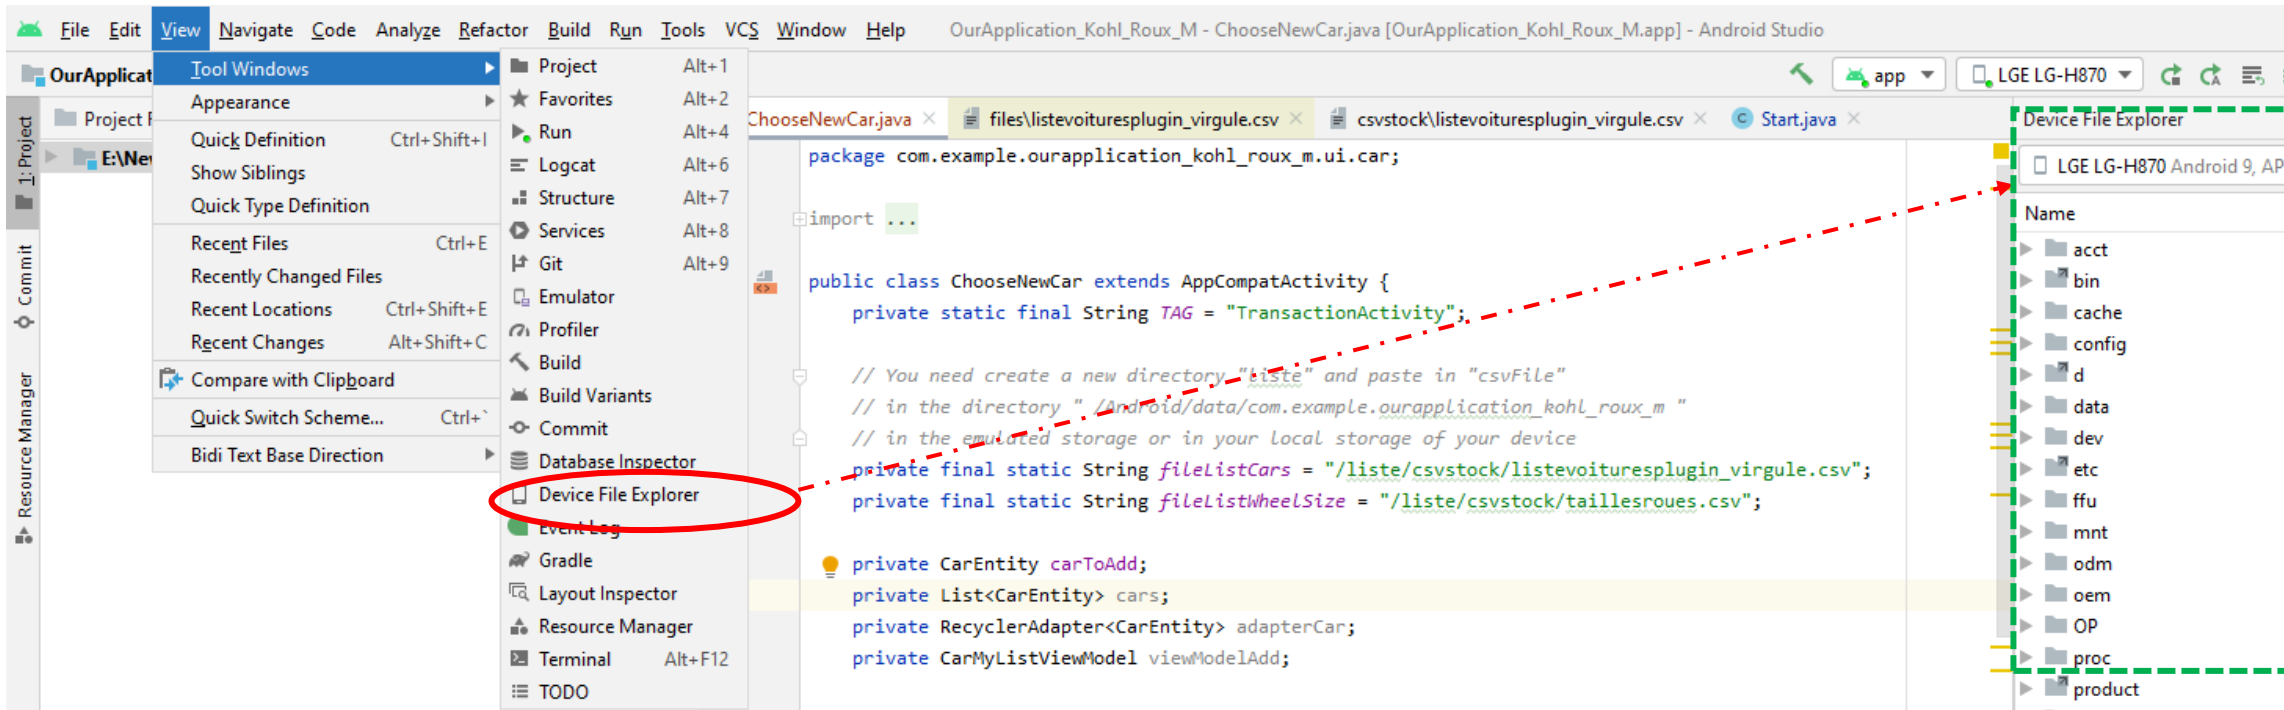 File Edit View Navigate Code Analyze Refactor Build Run Tools VCS Window Help OurApplication_Kohl_Roux_M - ChooseNewCar.java [OurApplication_Kohl_Roux_M.app] - Android Studio
OurApplicat
app
LGE LG-H870
Project F
E:\Nev
1: Project
Commit
Resource Manager
Tool Windows
Appearance
Quick Definition Ctrl+Shift+I
Show Siblings
Quick Type Definition
Recent Files Ctrl+E
Recently Changed Files
Recent Locations Ctrl+Shift+E
Recent Changes Alt+Shift+C
Compare with Clipboard
Quick Switch Scheme... Ctrl+`
Bidi Text Base Direction
Project Alt+1
Favorites Alt+2
Run Alt+4
Logcat Alt+6
Structure Alt+7
Services Alt+8
Git Alt+9
Emulator
Profiler
Build
Build Variants
Commit
Database Inspector
Device File Explorer
Event Log
Gradle
Layout Inspector
Resource Manager
Terminal Alt+F12
TODO
ChooseNewCar.java files\listevoituresplugin_virgule.csv csvstock\listevoituresplugin_virgule.csv Start.java
package com.example.ourapplication_kohl_roux_m.ui.car;
import ...
public class ChooseNewCar extends AppCompatActivity {
private static final String TAG = "TransactionActivity";
// You need create a new directory "liste" and paste in "csvFile"
// in the directory " /Android/data/com.example.ourapplication_kohl_roux_m "
// in the emulated storage or in your local storage of your device
private final static String fileListCars = "/liste/csvstock/listevoituresplugin_virgule.csv";
private final static String fileListWheelSize = "/liste/csvstock/taillesroues.csv";
private CarEntity carToAdd;
private List<CarEntity> cars;
private RecyclerAdapter<CarEntity> adapterCar;
private CarMyListViewModel viewModelAdd;
Device File Explorer
LGE LG-H870 Android 9, AP
Name
acct
bin
cache
config
d
data
dev
etc
ffu
mnt
odm
oem
OP
proc
product